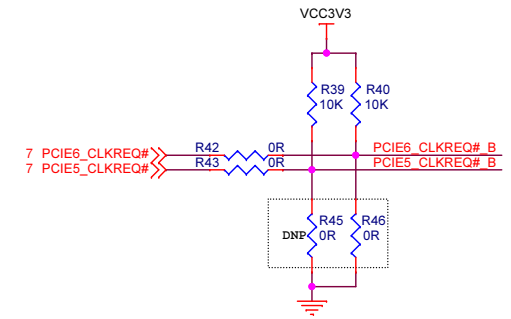 VCC3V3
R39 R40
10K 10K
7 PCIE6_CLKREQ# R42 0R PCIE6_CLKREQ#_B
7 PCIE5_CLKREQ# R43 0R PCIE5_CLKREQ#_B
R45 R46
DNP 0R 0R